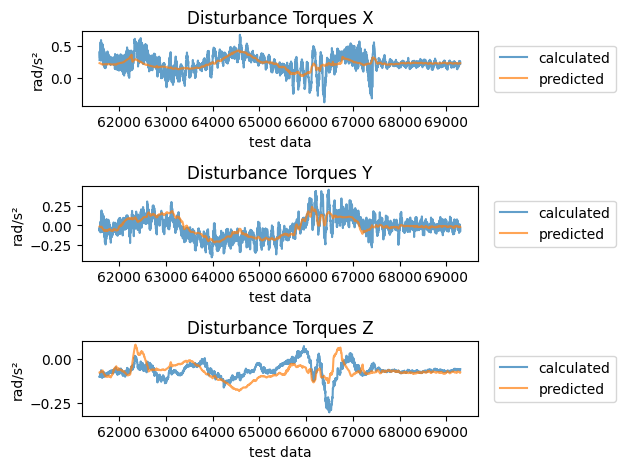 Disturbance Torques X
rad/s²
0.5
0.0
62000 63000 64000 65000 66000 67000 68000 69000
test data
calculated
predicted
Disturbance Torques Y
rad/s²
0.25
0.00
−0.25
62000 63000 64000 65000 66000 67000 68000 69000
test data
calculated
predicted
Disturbance Torques Z
rad/s²
0.00
−0.25
62000 63000 64000 65000 66000 67000 68000 69000
test data
calculated
predicted